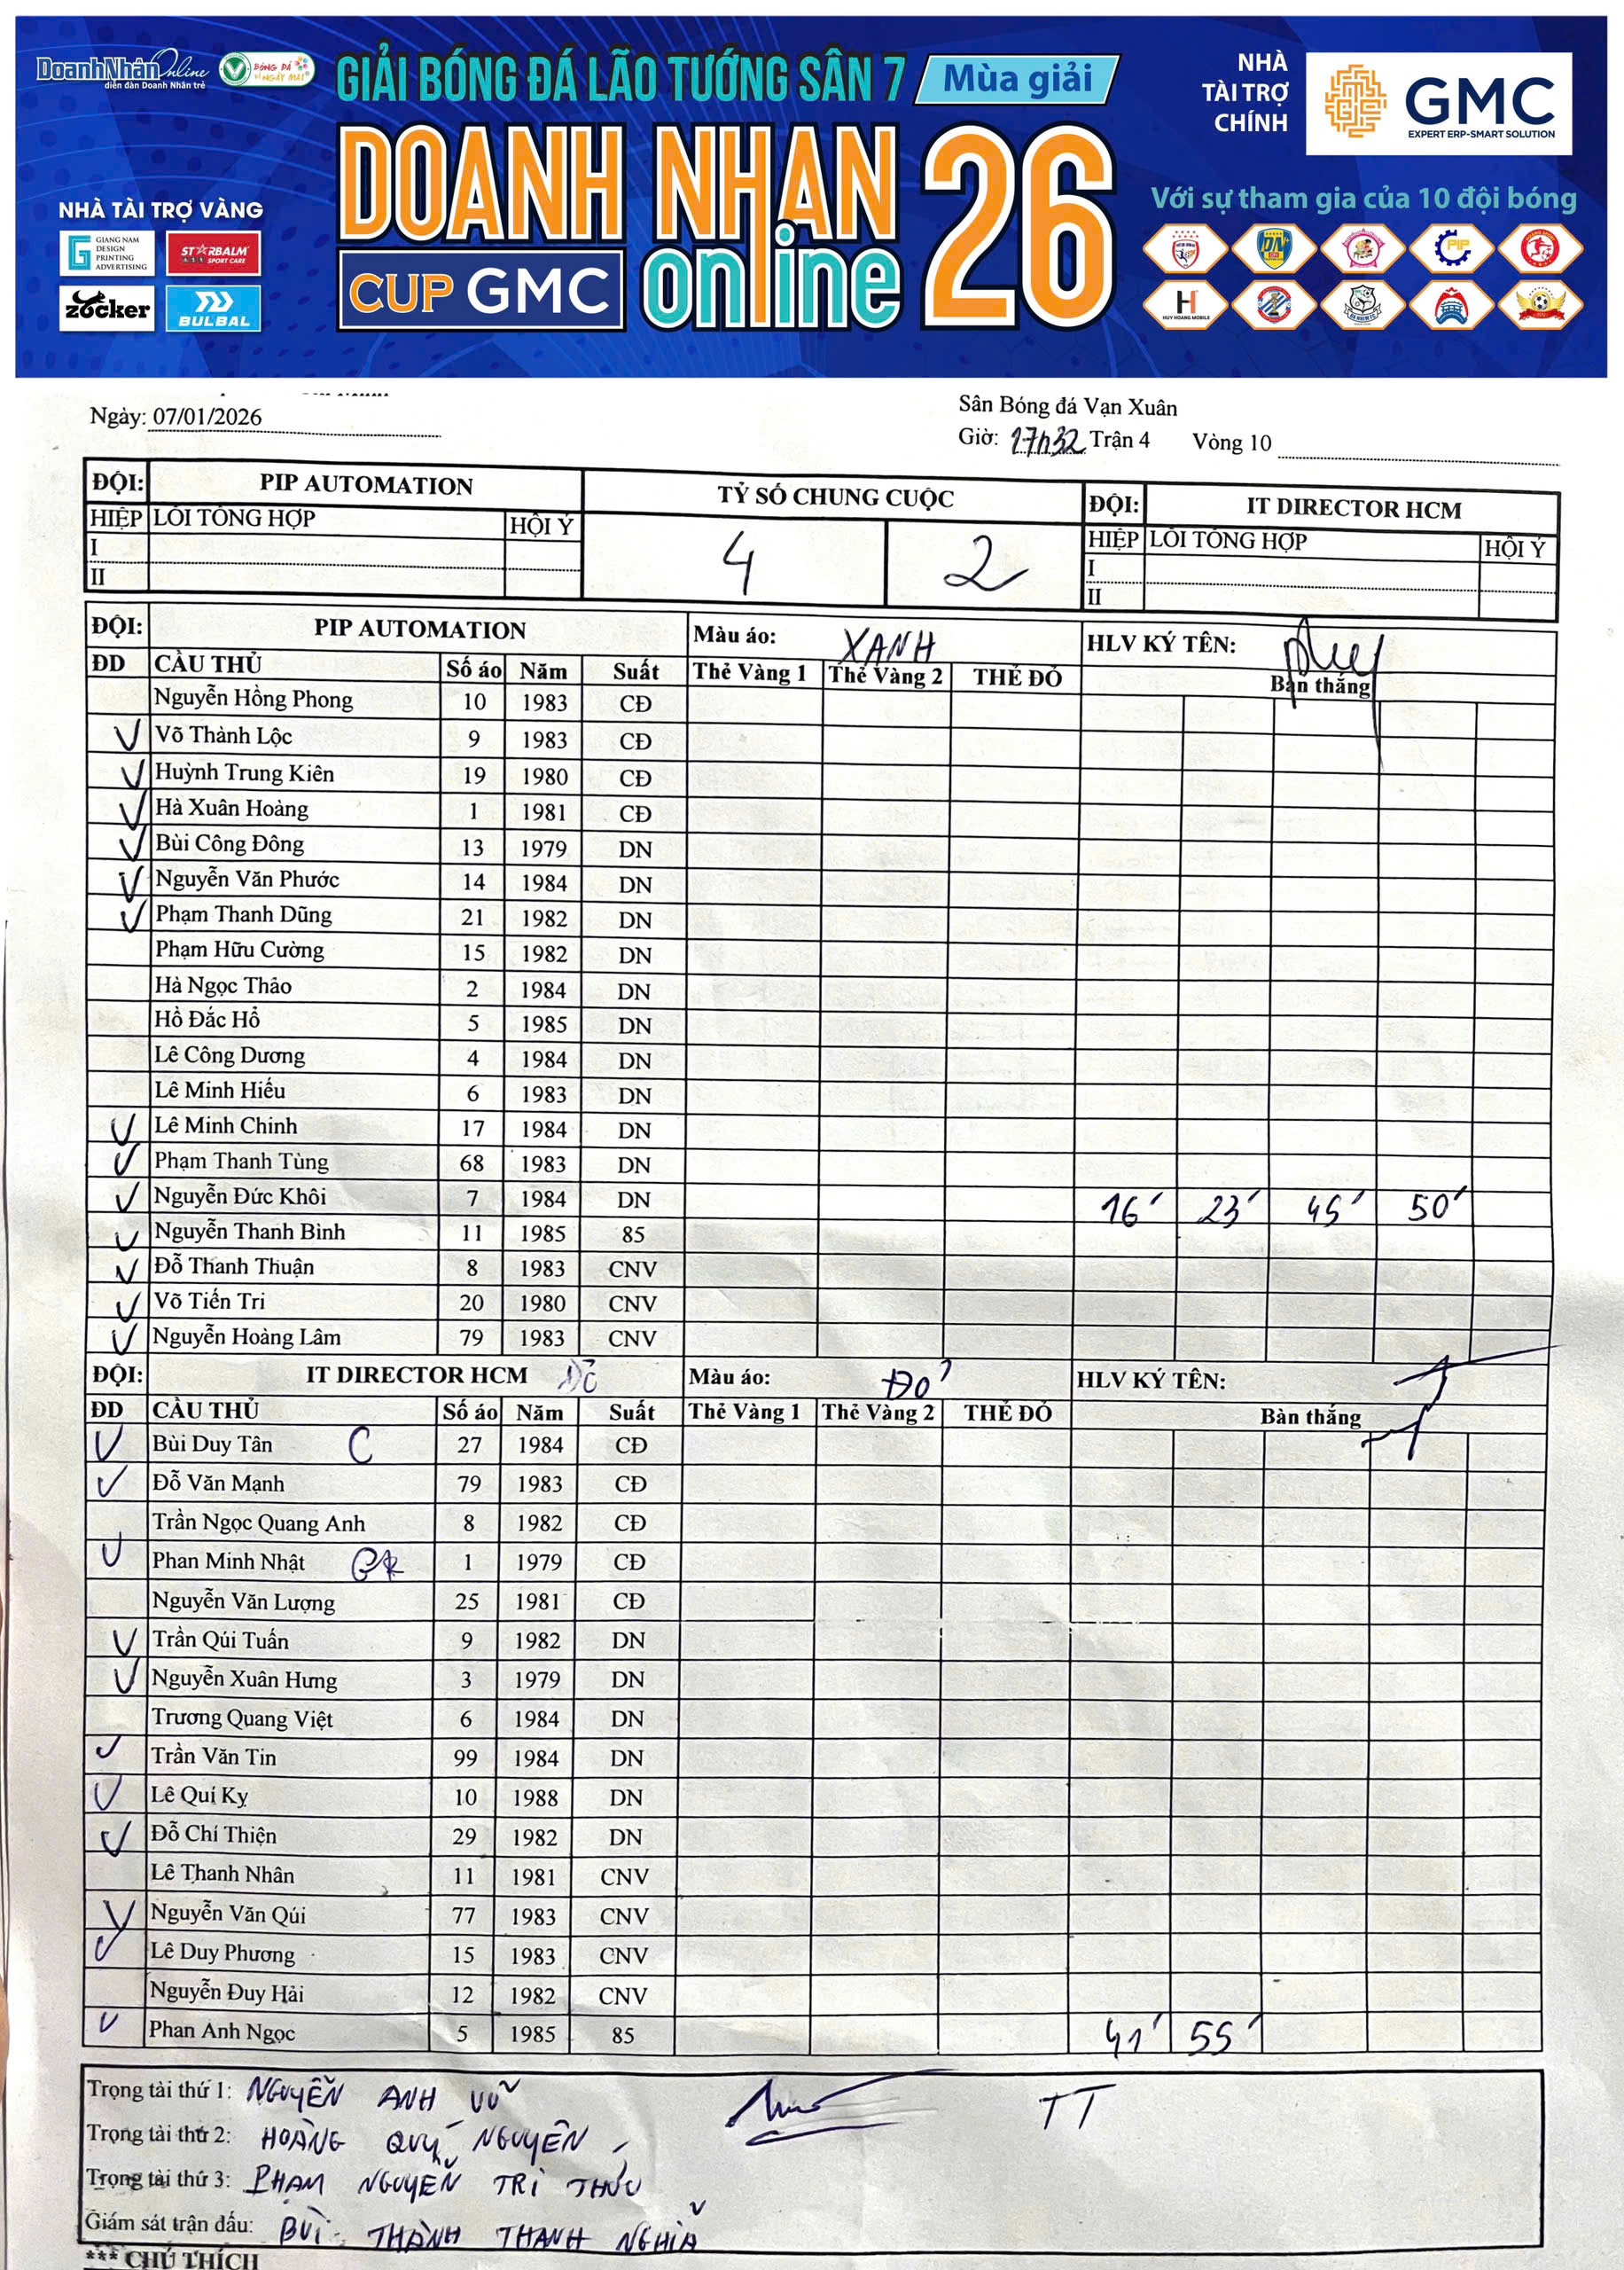 DoanhNhânOnline
diễn đàn Doanh Nhân trẻ
BÓNG ĐÁ
VÌ NGÀY MAI
GIẢI BÓNG ĐÁ LÃO TƯỚNG SÂN 7 Mùa giải
DOANH NHAN
CUP GMC online 26
NHÀ
TÀI TRỢ
CHÍNH
GMC
EXPERT ERP-SMART SOLUTION
NHÀ TÀI TRỢ VÀNG
GIANG NAM
DESIGN
PRINTING
ADVERTISING
STARBALM
SPORT CARE
zocker
BULBAL
Với sự tham gia của 10 đội bóng
DN
PIP
HUY HOANG MOBILE
Ngày: 07/01/2026
Sân Bóng đá Vạn Xuân
Giờ: 17h32 Trận 4 Vòng 10
ĐỘI: PIP AUTOMATION TỶ SỐ CHUNG CUỘC ĐỘI: IT DIRECTOR HCM
HIỆP LỖI TỔNG HỢP HỘI Ý 4 2 HIỆP LỖI TỔNG HỢP HỘI Ý
I I
II II
ĐỘI: PIP AUTOMATION Màu áo: XANH HLV KÝ TÊN:
ĐD CẦU THỦ Số áo Năm Suất Thẻ Vàng 1 Thẻ Vàng 2 THẺ ĐỎ Bàn thắng
Nguyễn Hồng Phong 10 1983 CĐ
Võ Thành Lộc 9 1983 CĐ
Huỳnh Trung Kiên 19 1980 CĐ
Hà Xuân Hoàng 1 1981 CĐ
Bùi Công Đông 13 1979 DN
Nguyễn Văn Phước 14 1984 DN
Phạm Thanh Dũng 21 1982 DN
Phạm Hữu Cường 15 1982 DN
Hà Ngọc Thảo 2 1984 DN
Hồ Đắc Hổ 5 1985 DN
Lê Công Dương 4 1984 DN
Lê Minh Hiếu 6 1983 DN
Lê Minh Chinh 17 1984 DN
Phạm Thanh Tùng 68 1983 DN
Nguyễn Đức Khôi 7 1984 DN 16' 23' 45' 50'
Nguyễn Thanh Bình 11 1985 85
Đỗ Thanh Thuận 8 1983 CNV
Võ Tiến Tri 20 1980 CNV
Nguyễn Hoàng Lâm 79 1983 CNV
ĐỘI: IT DIRECTOR HCM Màu áo: ĐỎ HLV KÝ TÊN:
ĐD CẦU THỦ Số áo Năm Suất Thẻ Vàng 1 Thẻ Vàng 2 THẺ ĐỎ Bàn thắng
Bùi Duy Tân C 27 1984 CĐ
Đỗ Văn Mạnh 79 1983 CĐ
Trần Ngọc Quang Anh 8 1982 CĐ
Phan Minh Nhật GK 1 1979 CĐ
Nguyễn Văn Lượng 25 1981 CĐ
Trần Qúi Tuấn 9 1982 DN
Nguyễn Xuân Hưng 3 1979 DN
Trương Quang Việt 6 1984 DN
Trần Văn Tin 99 1984 DN
Lê Quí Kỵ 10 1988 DN
Đỗ Chí Thiện 29 1982 DN
Lê Thanh Nhân 11 1981 CNV
Nguyễn Văn Qúi 77 1983 CNV
Lê Duy Phương 15 1983 CNV
Nguyễn Đuy Hải 12 1982 CNV
Phan Anh Ngọc 5 1985 85 41' 55'
Trọng tài thứ 1: NGUYỄN ANH VŨ TT
Trọng tài thứ 2: HOÀNG QUÝ NGUYÊN
Trọng tài thứ 3: PHẠM NGUYỄN TRI THỨC
Giám sát trận đấu: BÙI THÀNH THANH NGHĨA
*** CHÚ THÍCH